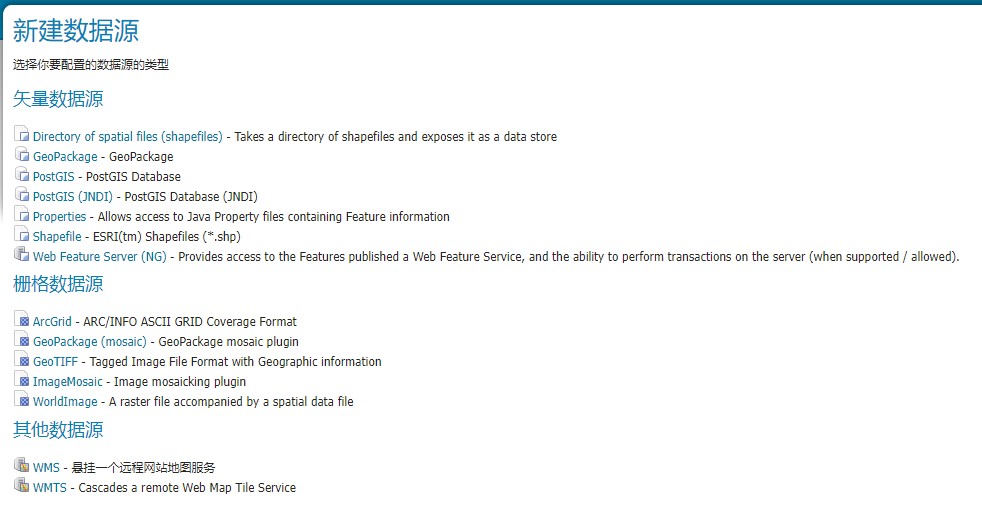 新建数据源
选择你要配置的数据源的类型
矢量数据源
Directory of spatial files (shapefiles) - Takes a directory of shapefiles and exposes it as a data store
GeoPackage - GeoPackage
PostGIS - PostGIS Database
PostGIS (JNDI) - PostGIS Database (JNDI)
Properties - Allows access to Java Property files containing Feature information
Shapefile - ESRI(tm) Shapefiles (*.shp)
Web Feature Server (NG) - Provides access to the Features published a Web Feature Service, and the ability to perform transactions on the server (when supported / allowed).
栅格数据源
ArcGrid - ARC/INFO ASCII GRID Coverage Format
GeoPackage (mosaic) - GeoPackage mosaic plugin
GeoTIFF - Tagged Image File Format with Geographic information
ImageMosaic - Image mosaicking plugin
WorldImage - A raster file accompanied by a spatial data file
其他数据源
WMS - 悬挂一个远程网站地图服务
WMTS - Cascades a remote Web Map Tile Service